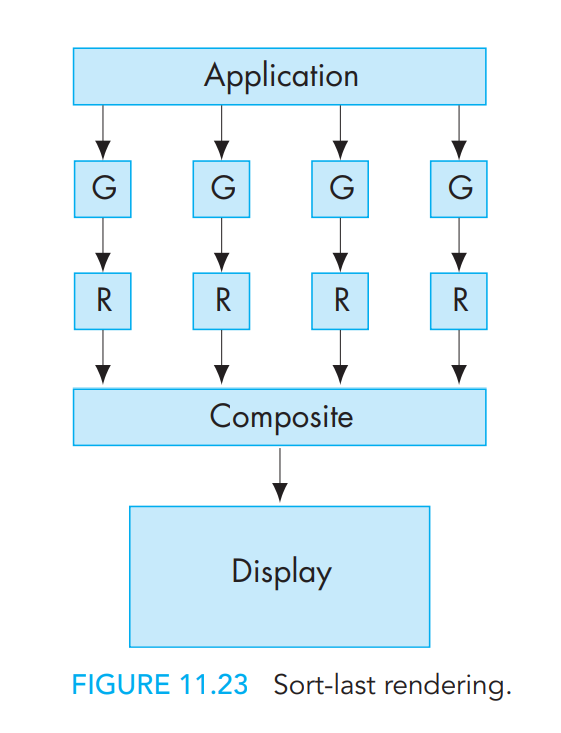 Application
G G G G
R R R R
Composite
Display
FIGURE 11.23 Sort-last rendering.